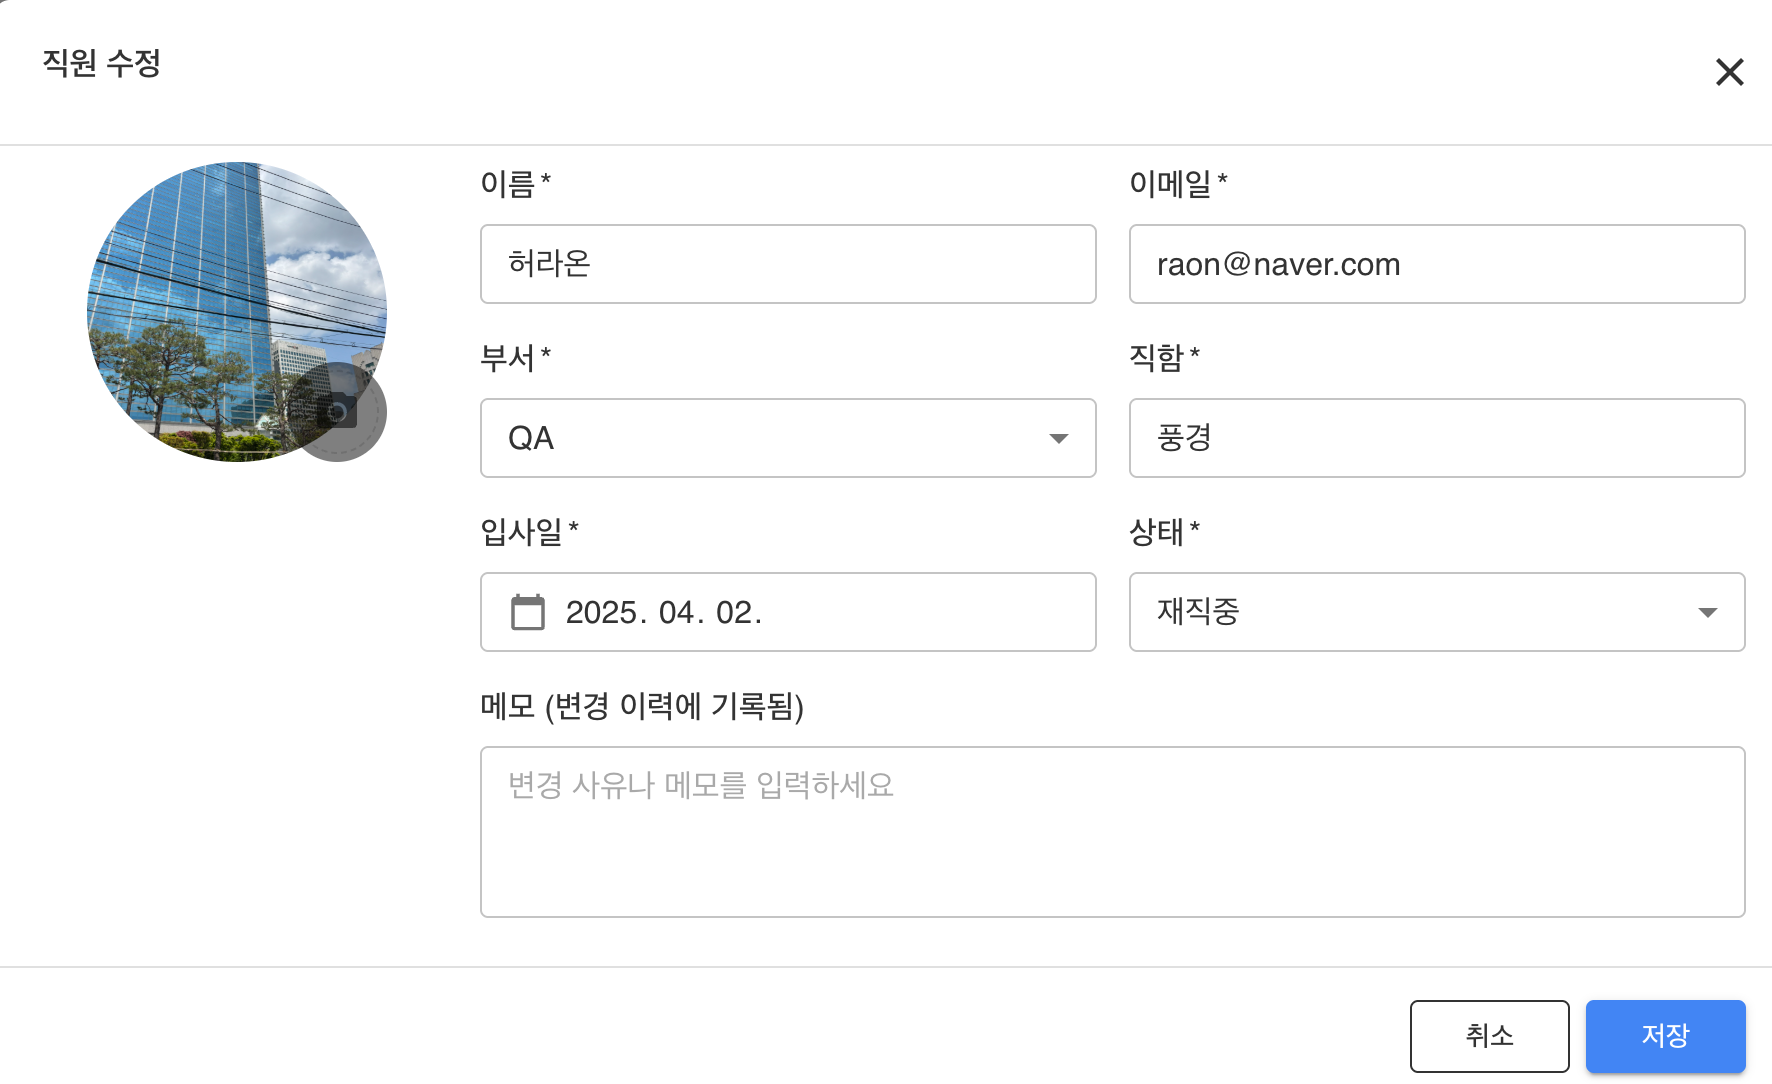 직원 수정
이름*
이메일*
허라온
raon@naver.com
부서*
직함*
QA
풍경
입사일*
상태*
2025. 04. 02.
재직중
메모 (변경 이력에 기록됨)
변경 사유나 메모를 입력하세요
취소
저장